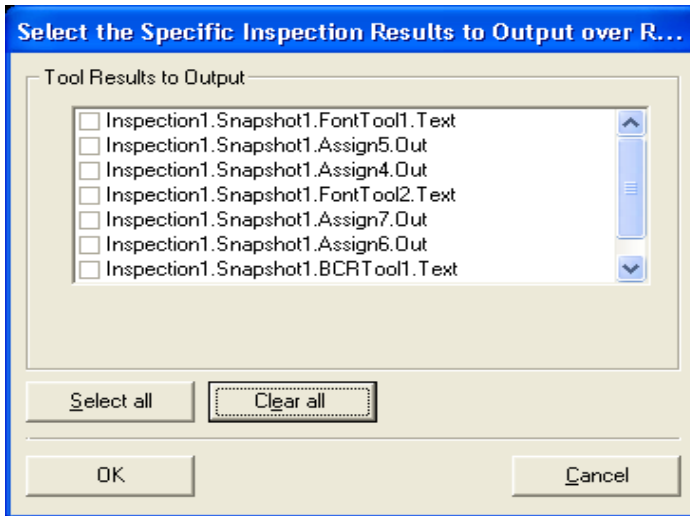 Select the Specific Inspection Results to Output over R...
Tool Results to Output
Inspection1.Snapshot1.FontTool1.Text
Inspection1.Snapshot1.Assign5.Out
Inspection1.Snapshot1.Assign4.Out
Inspection1.Snapshot1.FontTool2.Text
Inspection1.Snapshot1.Assign7.Out
Inspection1.Snapshot1.Assign6.Out
Inspection1.Snapshot1.BCRTool1.Text
Select all Clear all
OK Cancel